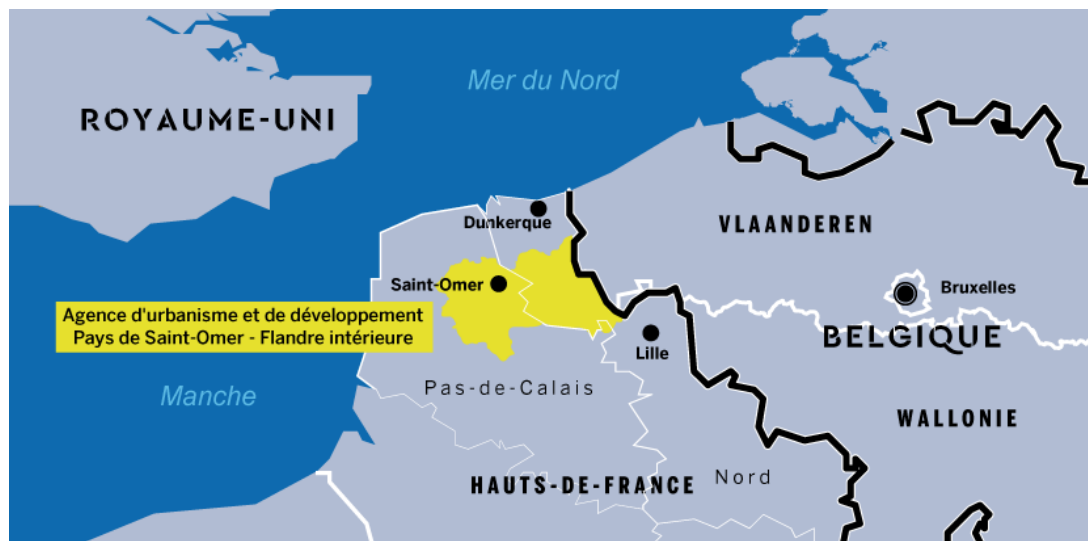 Mer du Nord
ROYAUME-UNI
Dunkerque
VLAANDEREN
Saint-Omer
Bruxelles
Agence d'urbanisme et de développement
Pays de Saint-Omer - Flandre intérieure
BELGIQUE
Lille
Pas-de-Calais
Manche
WALLONIE
Nord
HAUTS-DE-FRANCE